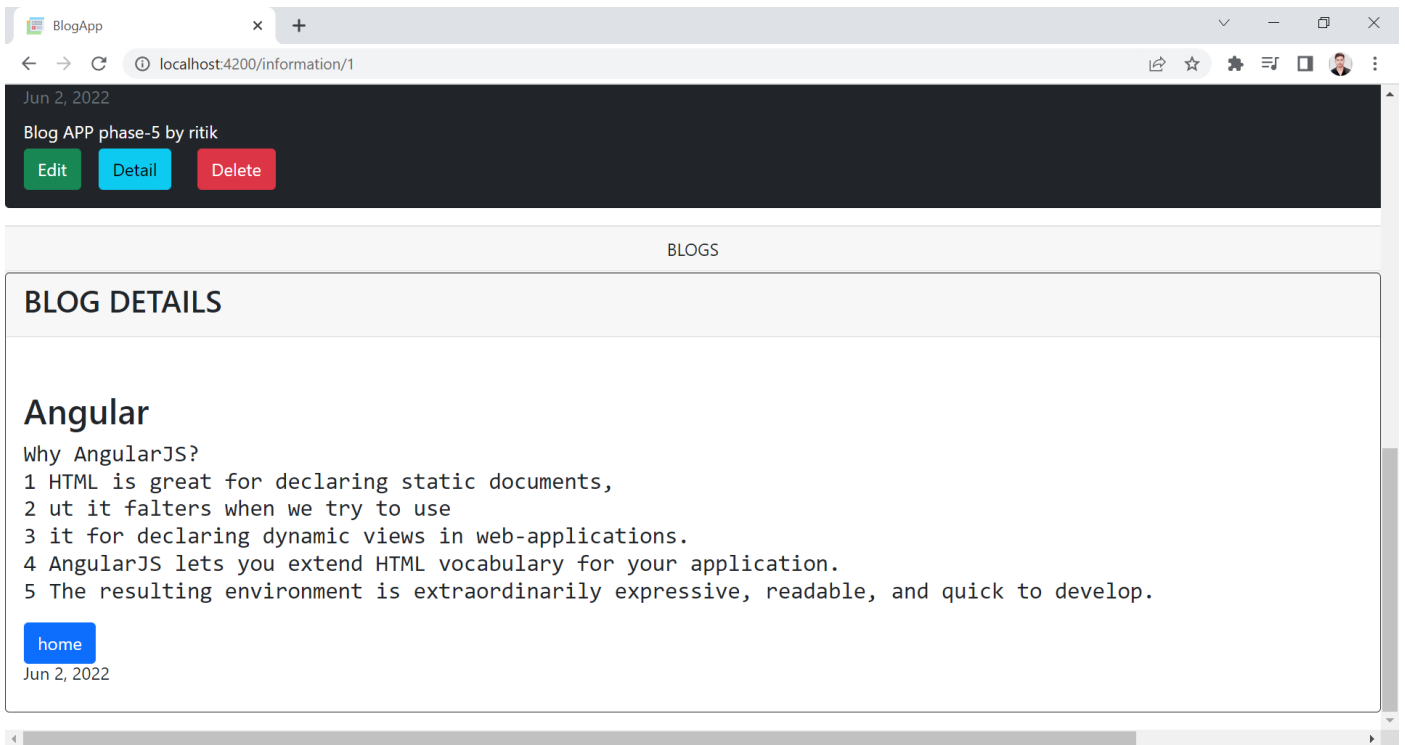 BlogApp
localhost:4200/information/1
Jun 2, 2022
Blog APP phase-5 by ritik
Edit Detail Delete
BLOGS
BLOG DETAILS
Angular
Why AngularJS?
1 HTML is great for declaring static documents,
2 ut it falters when we try to use
3 it for declaring dynamic views in web-applications.
4 AngularJS lets you extend HTML vocabulary for your application.
5 The resulting environment is extraordinarily expressive, readable, and quick to develop.
home
Jun 2, 2022